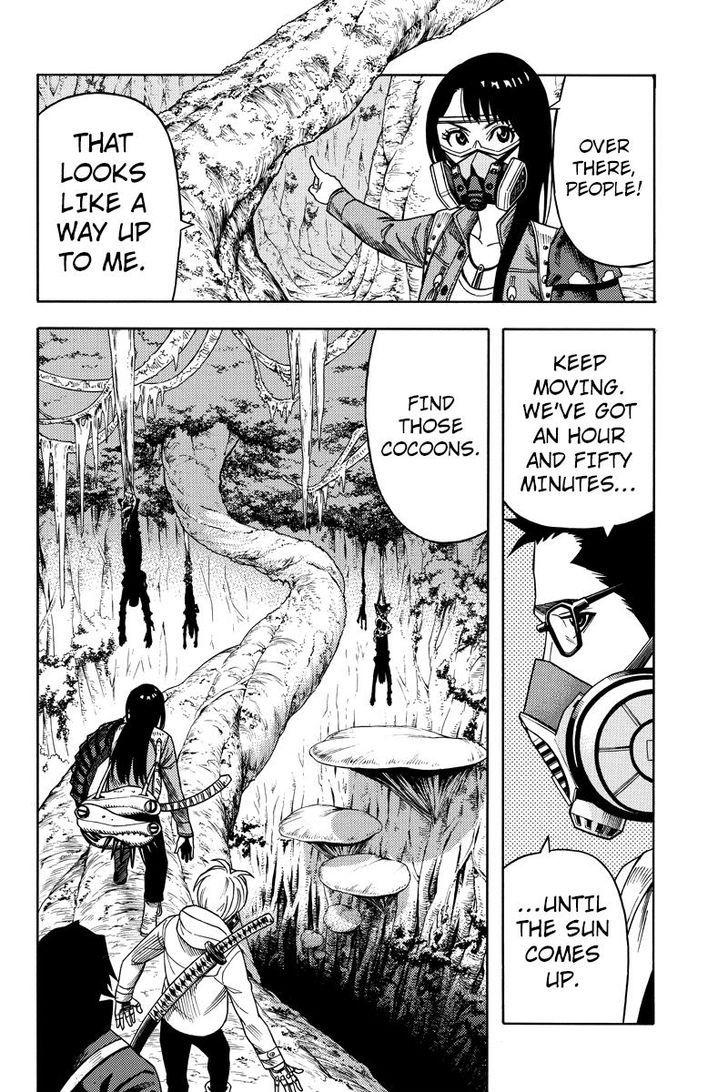 OVER
THERE,
PEOPLE!
THAT
LOOKS
LIKE A
WAY UP
TO ME.
KEEP
MOVING.
WE'VE GOT
AN HOUR
AND FIFTY
MINUTES...
...UNTIL
THE SUN
COMES
UP.
FIND
THOSE
COCOONS.